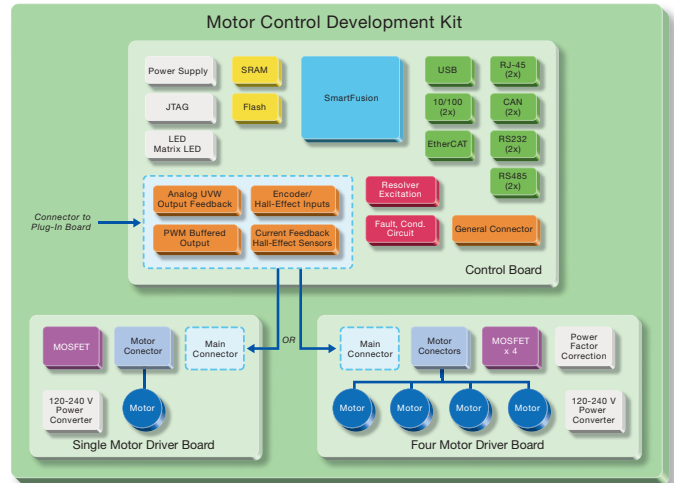 Motor Control Development Kit
Power Supply
SRAM
SmartFusion
USB
RJ-45
(2x)
JTAG
Flash
10/100
(2x)
CAN
(2x)
LED
Matrix LED
EtherCAT
RS232
(2x)
RS485
(2x)
Connector to
Plug-In Board
Analog UVW
Output Feedback
Encoder/
Hall-Effect Inputs
Resolver
Excitation
PWM Buffered
Output
Current Feedback
Hall-Effect Sensors
Fault, Cond.
Circuit
General Connector
Control Board
OR
MOSFET
Motor
Conector
Main
Connector
120-240 V
Power
Converter
Motor
Single Motor Driver Board
Main
Connector
Motor
Conectors
MOSFET
x 4
Power
Factor
Correction
Motor
Motor
Motor
Motor
120-240 V
Power
Converter
Four Motor Driver Board